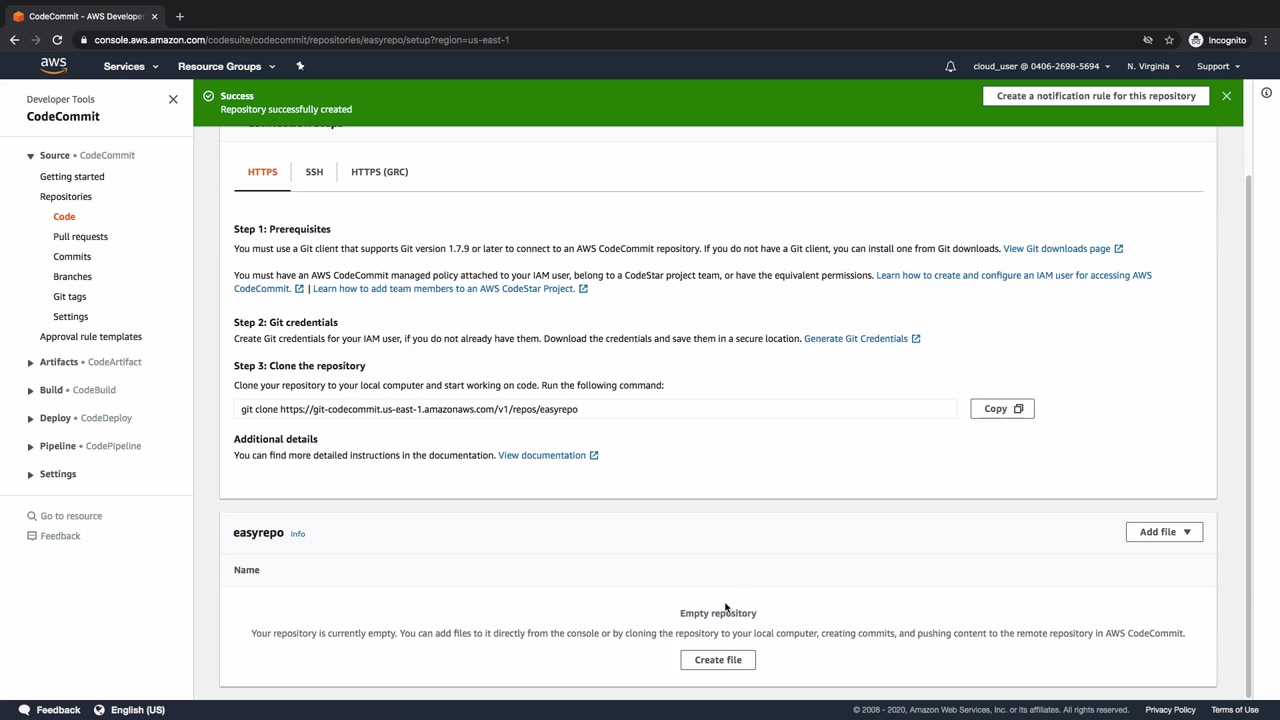 CodeCommit - AWS Developer
console.aws.amazon.com/codesuite/codecommit/repositories/easyrepo/setup?region=us-east-1
Incognito
aws
Services
Resource Groups
cloud_user @ 0406-2698-5694
N. Virginia
Support
Developer Tools
CodeCommit
Source • CodeCommit
Getting started
Repositories
Code
Pull requests
Commits
Branches
Git tags
Settings
Approval rule templates
Artifacts • CodeArtifact
Build • CodeBuild
Deploy • CodeDeploy
Pipeline • CodePipeline
Settings
Go to resource
Feedback
Success
Repository successfully created
Create a notification rule for this repository
HTTPS
SSH
HTTPS (GRC)
Step 1: Prerequisites
You must use a Git client that supports Git version 1.7.9 or later to connect to an AWS CodeCommit repository. If you do not have a Git client, you can install one from Git downloads. View Git downloads page
You must have an AWS CodeCommit managed policy attached to your IAM user, belong to a CodeStar project team, or have the equivalent permissions. Learn how to create and configure an IAM user for accessing AWS
CodeCommit. | Learn how to add team members to an AWS CodeStar Project.
Step 2: Git credentials
Create Git credentials for your IAM user, if you do not already have them. Download the credentials and save them in a secure location. Generate Git Credentials
Step 3: Clone the repository
Clone your repository to your local computer and start working on code. Run the following command:
git clone https://git-codecommit.us-east-1.amazonaws.com/v1/repos/easyrepo
Copy
Additional details
You can find more detailed instructions in the documentation. View documentation
easyrepo Info
Add file
Name
Empty repository
Your repository is currently empty. You can add files to it directly from the console or by cloning the repository to your local computer, creating commits, and pushing content to the remote repository in AWS CodeCommit.
Create file
Feedback
English (US)
© 2008 - 2020, Amazon Web Services, Inc. or its affiliates. All rights reserved.
Privacy Policy
Terms of Use